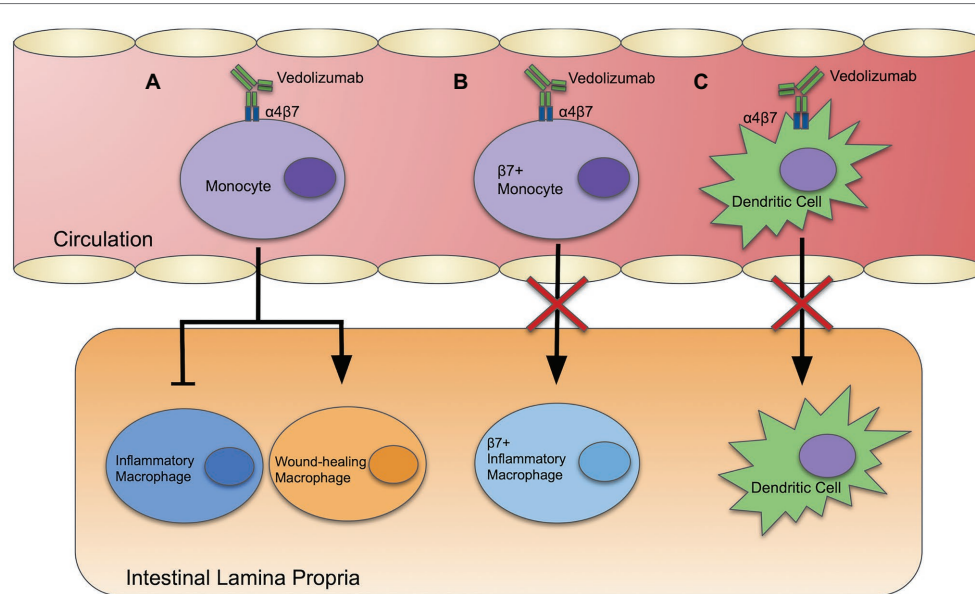 A
Vedolizumab
α4β7
Monocyte
B
Vedolizumab
α4β7
β7+
Monocyte
C
Vedolizumab
α4β7
Dendritic Cell
Circulation
Inflammatory
Macrophage
Wound-healing
Macrophage
β7+
Inflammatory
Macrophage
Dendritic Cell
Intestinal Lamina Propria